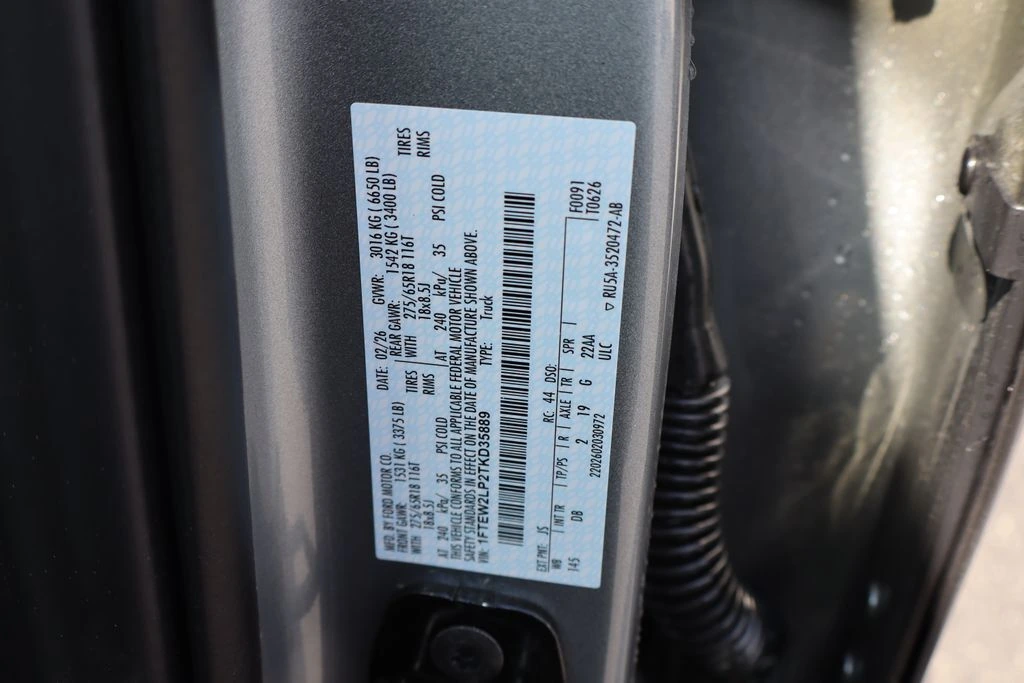 MFD. BY FORD MOTOR CO.
DATE: 02/26 GVWR: 3016 KG ( 6650 LB)
FRONT GAWR: 1531 KG ( 3375 LB) REAR GAWR: 1542 KG ( 3400 LB)
WITH 275/65R18 116T TIRES WITH 275/65R18 116T TIRES
18x8.5J RIMS 18x8.5J RIMS
AT 240 kPa/ 35 PSI COLD AT 240 kPa/ 35 PSI COLD
THIS VEHICLE CONFORMS TO ALL APPLICABLE FEDERAL MOTOR VEHICLE
SAFETY STANDARDS IN EFFECT ON THE DATE OF MANUFACTURE SHOWN ABOVE.
VIN: 1FTEW2LP2TKD35889 TYPE: Truck
EXT PNT: JS RC: 44 DSO: F0091
WB INT TR TP/PS R AXLE TR SPR T0626
145 DB 2 19 G 22AA
2202602030972 ULC
RU5A-3520472-AB